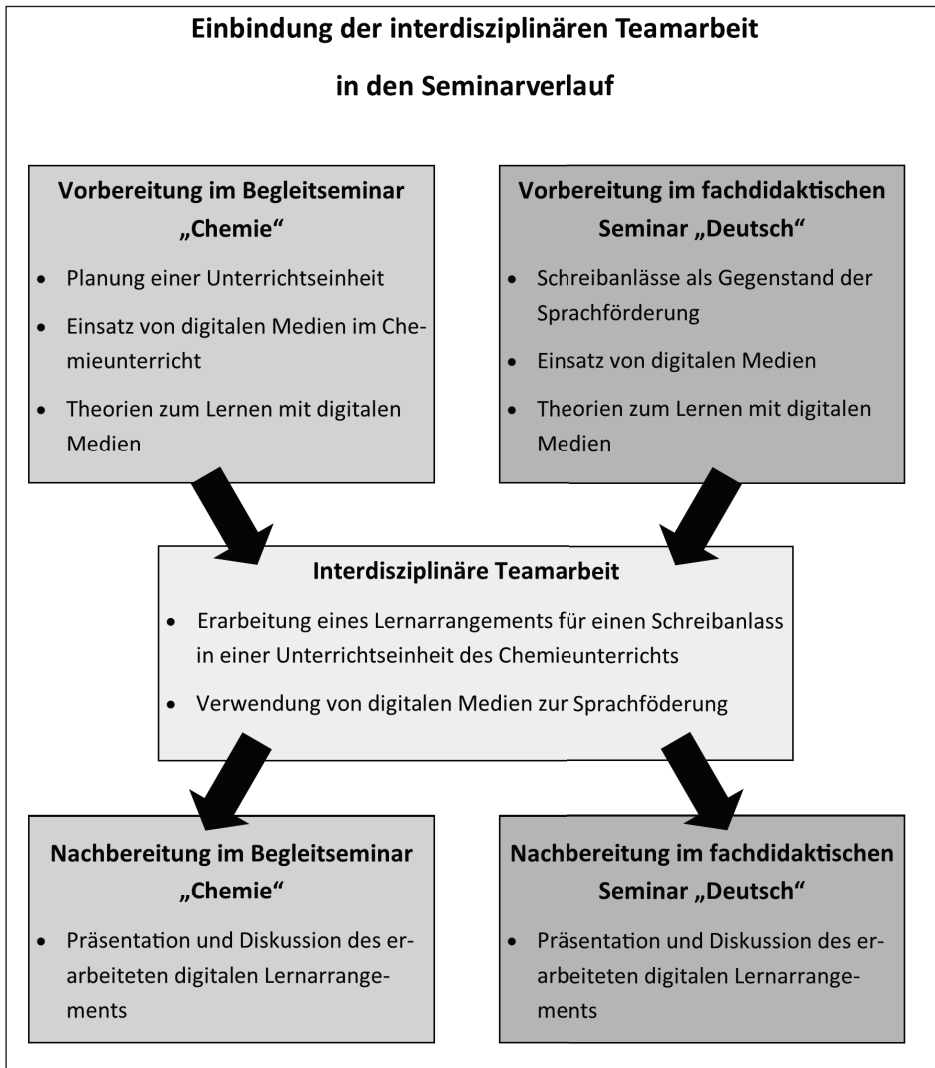 Einbindung der interdisziplinären Teamarbeit
in den Seminarverlauf
Vorbereitung im Begleitseminar
„Chemie“
• Planung einer Unterrichtseinheit
• Einsatz von digitalen Medien im Che-
mieunterricht
• Theorien zum Lernen mit digitalen
Medien
Vorbereitung im fachdidaktischen
Seminar „Deutsch“
• Schreibanlässe als Gegenstand der
Sprachförderung
• Einsatz von digitalen Medien
• Theorien zum Lernen mit digitalen
Medien
Interdisziplinäre Teamarbeit
• Erarbeitung eines Lernarrangements für einen Schreibanlass
in einer Unterrichtseinheit des Chemieunterrichts
• Verwendung von digitalen Medien zur Sprachföderung
Nachbereitung im Begleitseminar
„Chemie“
• Präsentation und Diskussion des er-
arbeiteten digitalen Lernarrange-
ments
Nachbereitung im fachdidaktischen
Seminar „Deutsch“
• Präsentation und Diskussion des er-
arbeiteten digitalen Lernarrange-
ments